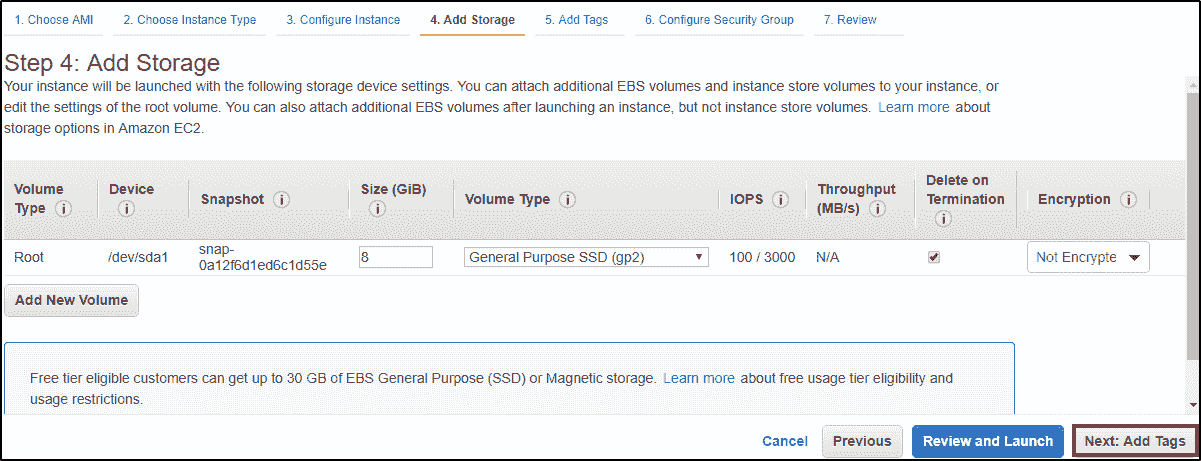 1. Choose AMI 2. Choose Instance Type 3. Configure Instance 4. Add Storage 5. Add Tags 6. Configure Security Group 7. Review
Step 4: Add Storage
Your instance will be launched with the following storage device settings. You can attach additional EBS volumes and instance store volumes to your instance, or
edit the settings of the root volume. You can also attach additional EBS volumes after launching an instance, but not instance store volumes. Learn more about
storage options in Amazon EC2.
Volume Type Device Snapshot Size (GiB) Volume Type IOPS Throughput (MB/s) Delete on Termination Encryption
Root /dev/sda1 snap-0a12f6d1ed6c1d55e 8 General Purpose SSD (gp2) 100 / 3000 N/A Not Encrypte
Add New Volume
Free tier eligible customers can get up to 30 GB of EBS General Purpose (SSD) or Magnetic storage. Learn more about free usage tier eligibility and
usage restrictions.
Cancel Previous Review and Launch Next: Add Tags